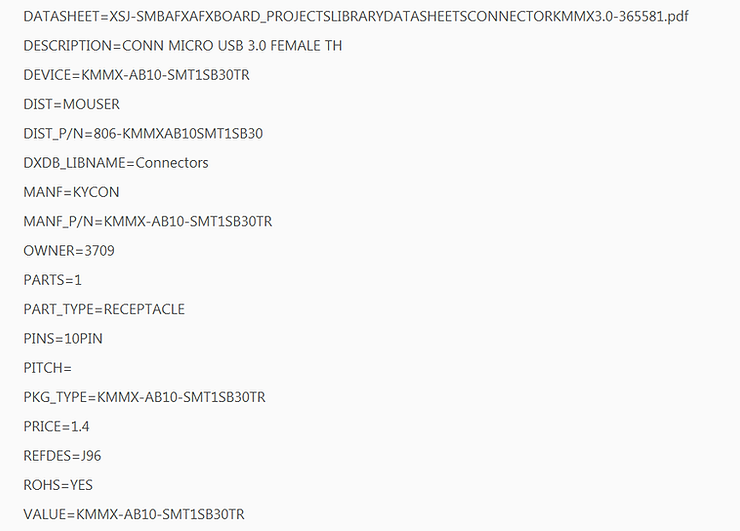 DATASHEET=XSJ-SMBAFXAFXBOARD_PROJECTSLIBRARYDATASHEETSCONNECTORKMMX3.0-365581.pdf
DESCRIPTION=CONN MICRO USB 3.0 FEMALE TH
DEVICE=KMMX-AB10-SMT1SB30TR
DIST=MOUSER
DIST_P/N=806-KMMXAB10SMT1SB30
DXDB_LIBNAME=Connectors
MANF=KYCON
MANF_P/N=KMMX-AB10-SMT1SB30TR
OWNER=3709
PARTS=1
PART_TYPE=RECEPTACLE
PINS=10PIN
PITCH=
PKG_TYPE=KMMX-AB10-SMT1SB30TR
PRICE=1.4
REFDES=J96
ROHS=YES
VALUE=KMMX-AB10-SMT1SB30TR